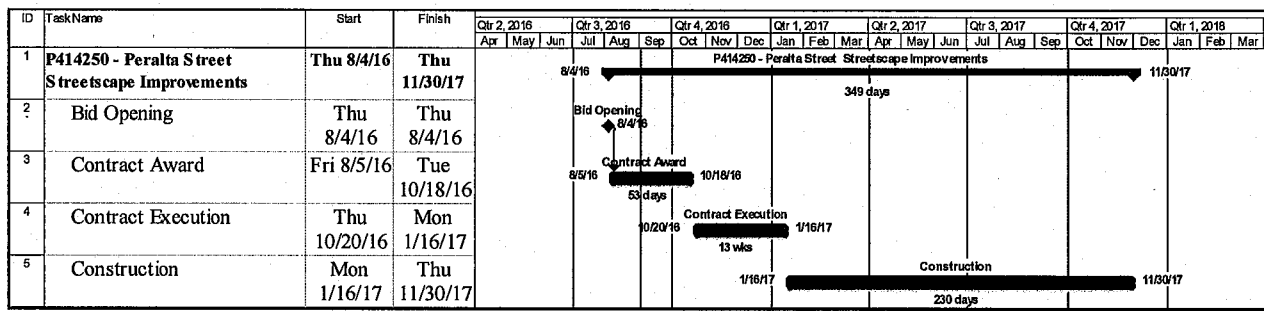 ID Task Name Start Finish Qtr 2, 2016 Qtr 3, 2016 Qtr 4, 2016 Qtr 1, 2017 Qtr 2, 2017 Qtr 3, 2017 Qtr 4, 2017 Qtr 1, 2018
Apr May Jun Jul Aug Sep Oct Nov Dec Jan Feb Mar Apr May Jun Jul Aug Sep Oct Nov Dec Jan Feb Mar
1 P414250 - Peralta Street Thu 8/4/16 Thu P414250 - Peralta Street Streetscape Improvements
Streetscape Improvements 11/30/17 8/4/16 11/30/17
349 days
2 Bid Opening Thu Thu Bid Opening
8/4/16 8/4/16 8/4/16
3 Contract Award Fri 8/5/16 Tue Contract Award
10/18/16 8/5/16 10/18/16
53 days
4 Contract Execution Thu Mon Contract Execution
10/20/16 1/16/17 10/20/16 1/16/17
13 wks
5 Construction Mon Thu Construction
1/16/17 11/30/17 1/16/17 11/30/17
230 days